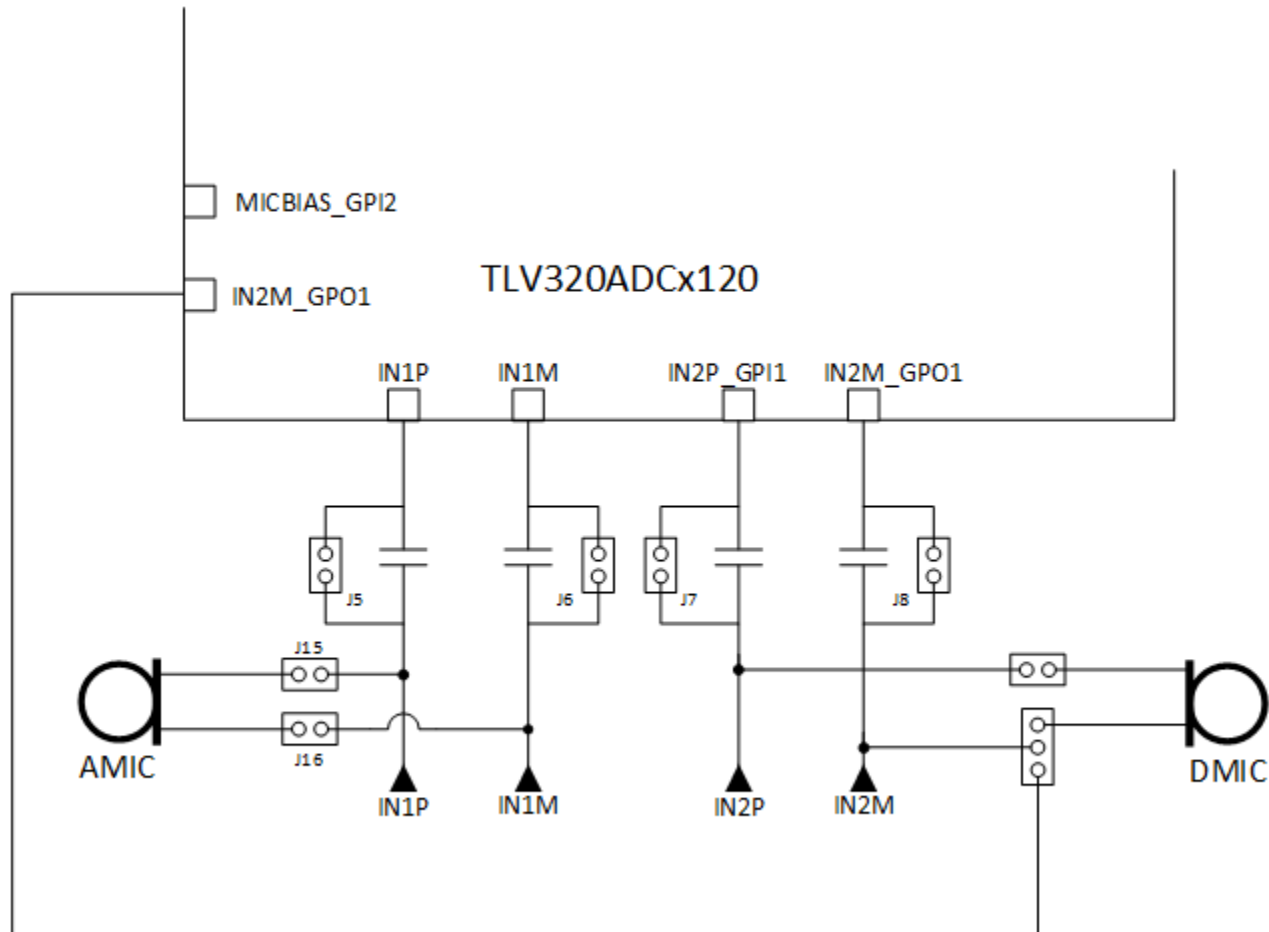 MICBIAS_GPI2
TLV320ADCx120
IN2M_GPO1
IN1P
IN1M
IN2P_GPI1
IN2M_GPO1
J5
J6
J7
J8
J15
J16
AMIC
DMIC
IN1P
IN1M
IN2P
IN2M